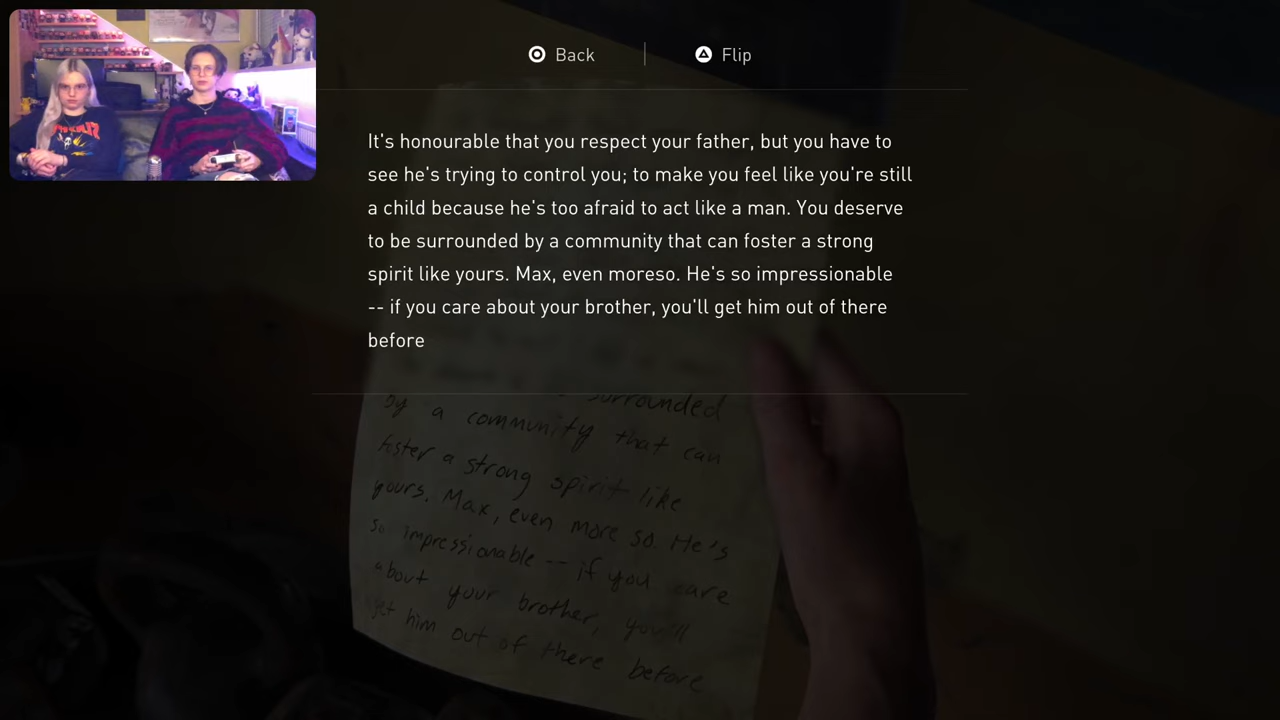 Back
Flip
It's honourable that you respect your father, but you have to
see he's trying to control you; to make you feel like you're still
a child because he's too afraid to act like a man. You deserve
to be surrounded by a community that can foster a strong
spirit like yours. Max, even moreso. He's so impressionable
-- if you care about your brother, you'll get him out of there
before
surrounded
by a community that can
foster a strong spirit like
yours. Max, even more so. He's
so impressionable -- if you care
about your brother, you'll
get him out of there before